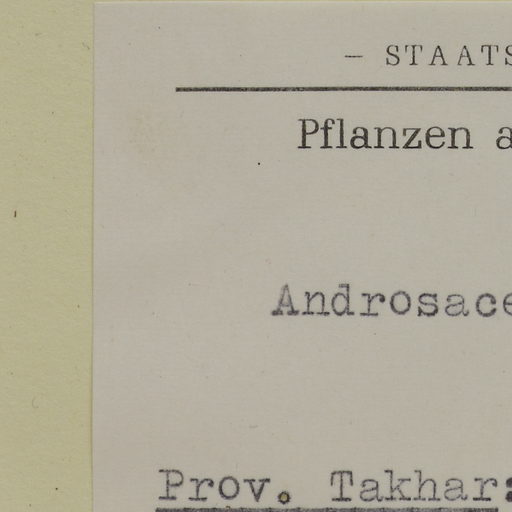 – STAATS
Pflanzen a
Androsace
Prov. Takhar: